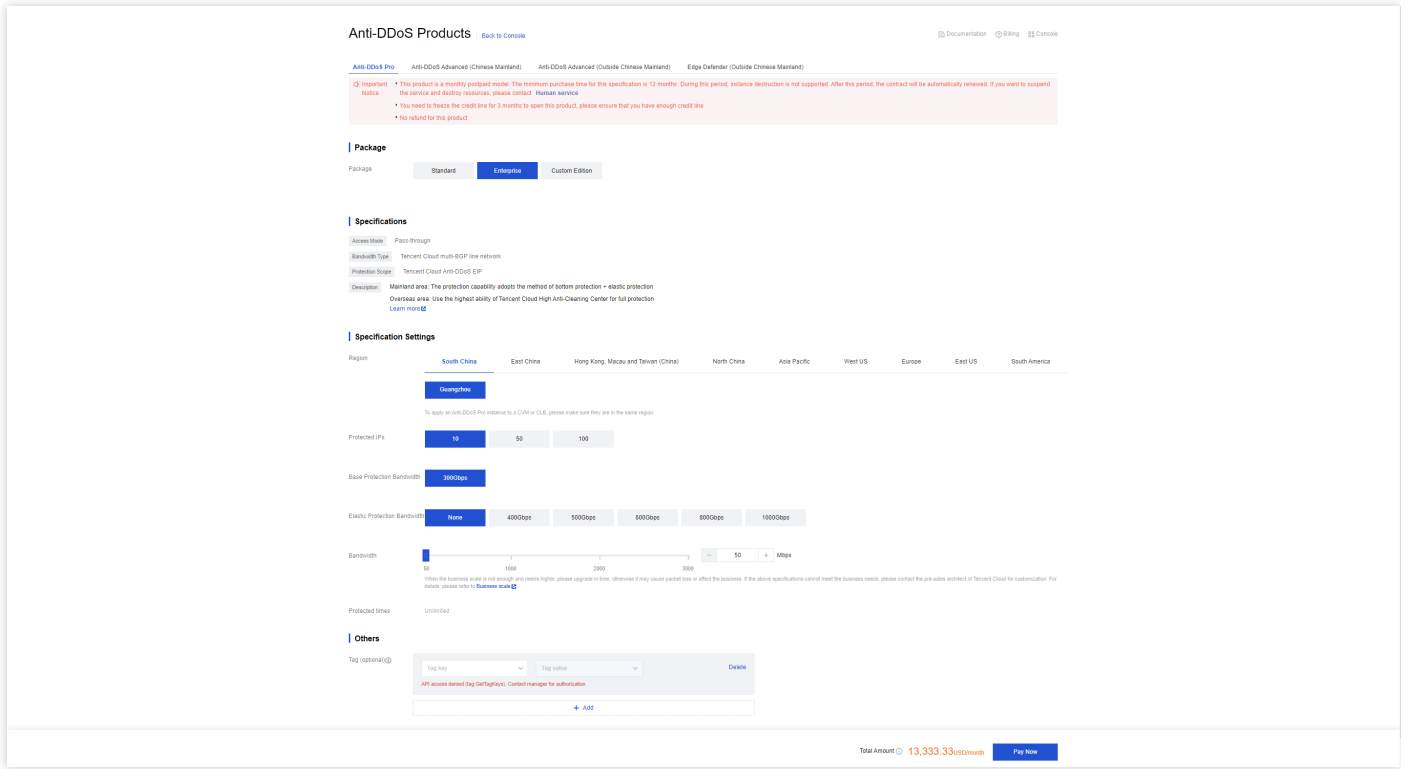 Anti-DDoS Products Back to Console Documentation Billing Console
Anti-DDoS Pro Anti-DDoS Advanced (Chinese Mainland) Anti-DDoS Advanced (Outside Chinese Mainland) Edge Defender (Outside Chinese Mainland)
Important Notice
• This product is a monthly postpaid model. The minimum purchase time for this specification is 12 months. During this period, instance destruction is not supported. After this period, the contract will be automatically renewed. If you want to suspend
the service and destroy resources, please contact Human service
• You need to freeze the credit line for 3 months to open this product, please ensure that you have enough credit line
• No refund for this product
Package
Package Standard Enterprise Custom Edition
Specifications
Access Mode Pass-through
Bandwidth Type Tencent Cloud multi-BGP line network
Protection Scope Tencent Cloud Anti-DDoS EIP
Description Mainland area: The protection capability adopts the method of bottom protection + elastic protection
Overseas area: Use the highest ability of Tencent Cloud High Anti-Cleaning Center for full protection
Learn more
Specification Settings
Region South China East China Hong Kong, Macau and Taiwan (China) North China Asia Pacific West US Europe East US South America
Guangzhou
To apply an Anti-DDoS Pro instance to a CVM or CLB, please make sure they are in the same region.
Protected IPs 10 50 100
Base Protection Bandwidth 300Gbps
Elastic Protection Bandwidth None 400Gbps 500Gbps 600Gbps 800Gbps 1000Gbps
Bandwidth − 50 + Mbps
50 1000 2000 3000
When the business scale is not enough and needs higher, please upgrade in time, otherwise it may cause packet loss or affect the business. If the above specifications cannot meet the business needs, please contact the pre-sales architect of Tencent Cloud for customization. For
details, please refer to Business scale
Protected times Unlimited
Others
Tag (optional) Tag key Tag value Delete
API access denied (tag:GetTagKeys). Contact manager for authorization
+ Add
Total Amount 13,333.33USD/month Pay Now